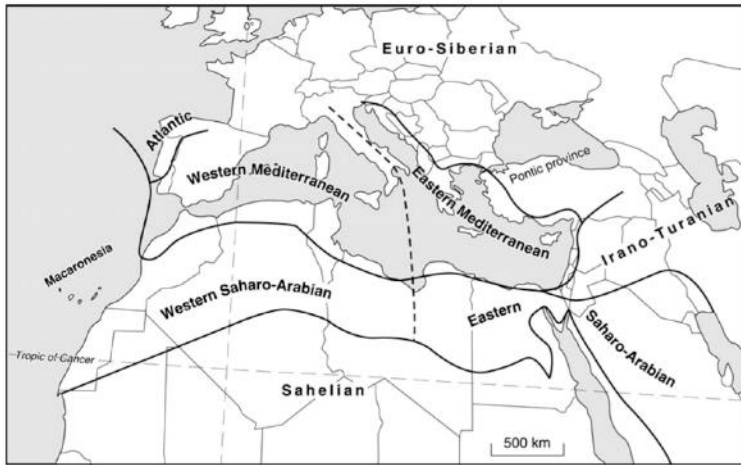 Euro-Siberian
Atlantic
Western Mediterranean
Eastern Mediterranean
Pontic province
Irano-Turanian
Macaronesia
Western Saharo-Arabian
Eastern
Saharo-Arabian
Tropic of Cancer
Sahelian
500 km